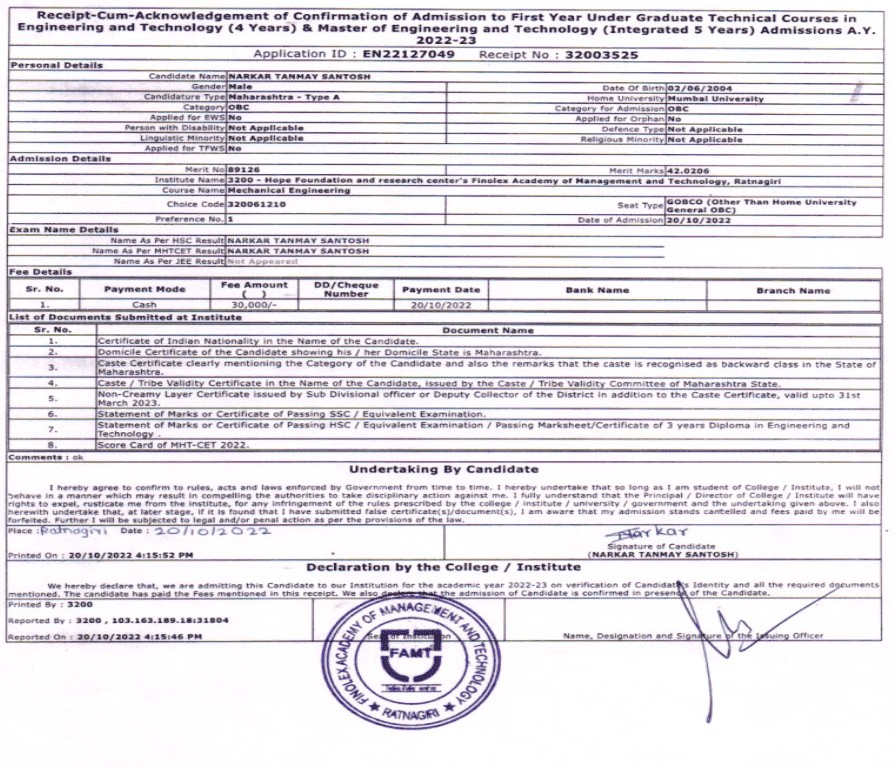 Receipt-Cum-Acknowledgement of Confirmation of Admission to First Year Under Graduate Technical Courses in
Engineering and Technology (4 Years) & Master of Engineering and Technology (Integrated 5 Years) Admissions A.Y.
2022-23
Application ID : EN22127049 Receipt No : 32003525
Personal Details
Candidate Name NARKAR TANMAY SANTOSH
Gender Male Date Of Birth 02/06/2004
Candidature Type Maharashtra - Type A Home University Mumbai University
Category OBC Category for Admission OBC
Applied for EWS No Applied for Orphan No
Person with Disability Not Applicable Defence Type Not Applicable
Linguistic Minority Not Applicable Religious Minority Not Applicable
Applied for TFWS No
Admission Details
Merit No 89126 Merit Marks 42.0206
Institute Name 3200 - Hope Foundation and research center's Finolex Academy of Management and Technology, Ratnagiri
Course Name Mechanical Engineering
Choice Code 320061210 Seat Type GOBCO (Other Than Home University
General OBC)
Preference No. 1 Date of Admission 20/10/2022
Exam Name Details
Name As Per HSC Result NARKAR TANMAY SANTOSH
Name As Per MHTCET Result NARKAR TANMAY SANTOSH
Name As Per JEE Result Not Appeared
Fee Details
Sr. No. Payment Mode Fee Amount ( ) DD/Cheque Number Payment Date Bank Name Branch Name
1. Cash 30,000/- 20/10/2022
List of Documents Submitted at Institute
Sr. No. Document Name
1. Certificate of Indian Nationality in the Name of the Candidate.
2. Domicile Certificate of the Candidate showing his / her Domicile State is Maharashtra.
3. Caste Certificate clearly mentioning the Category of the Candidate and also the remarks that the caste is recognised as backward class in the State of
Maharashtra.
4. Caste / Tribe Validity Certificate in the Name of the Candidate, issued by the Caste / Tribe Validity Committee of Maharashtra State.
5. Non-Creamy Layer Certificate issued by Sub Divisional officer or Deputy Collector of the District in addition to the Caste Certificate, valid upto 31st
March 2023.
6. Statement of Marks or Certificate of Passing SSC / Equivalent Examination.
7. Statement of Marks or Certificate of Passing HSC / Equivalent Examination / Passing Marksheet/Certificate of 3 years Diploma in Engineering and
Technology .
8. Score Card of MHT-CET 2022.
Comments : ok
Undertaking By Candidate
I hereby agree to confirm to rules, acts and laws enforced by Government from time to time. I hereby undertake that so long as I am student of College / Institute, I will not
behave in a manner which may result in compelling the authorities to take disciplinary action against me. I fully understand that the Principal / Director of College / Institute will have
rights to expel, rusticate me from the institute, for any infringement of the rules prescribed by the college / institute / university / government and the undertaking given above. I also
herewith undertake that, at later stage, if it is found that I have submitted false certificate(s)/document(s), I am aware that my admission stands cancelled and fees paid by me will be
forfeited. Further I will be subjected to legal and/or penal action as per the provisions of the law.
Place : Ratnagiri Date : 20/10/2022
Narkar
Signature of Candidate
Printed On : 20/10/2022 4:15:52 PM (NARKAR TANMAY SANTOSH)
Declaration by the College / Institute
We hereby declare that, we are admitting this Candidate to our Institution for the academic year 2022-23 on verification of Candidate's Identity and all the required documents
mentioned. The candidate has paid the Fees mentioned in this receipt. We also declare that the admission of Candidate is confirmed in presence of the Candidate.
Printed By : 3200
Reported By : 3200 , 103.163.189.18:31804
Reported On : 20/10/2022 4:15:46 PM Seal of Institution Name, Designation and Signature of the Issuing Officer
FINOLEX ACADEMY OF MANAGEMENT AND TECHNOLOGY
FAMT
★ RATNAGIRI ★